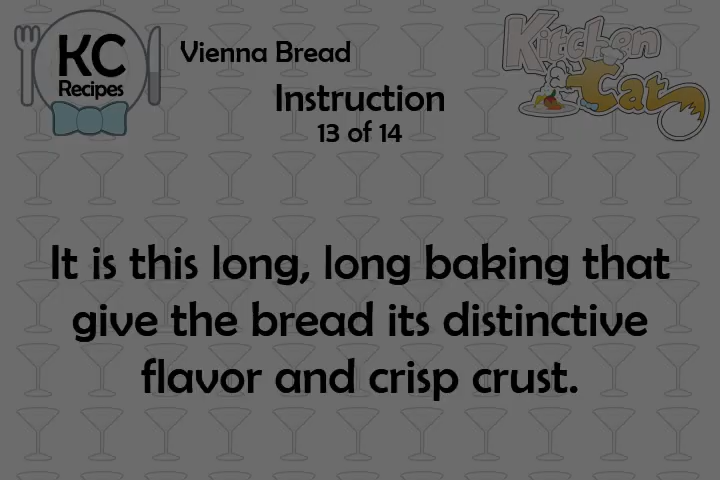 KC
Recipes
Vienna Bread
Kitchen
Cat
Instruction
13 of 14
It is this long, long baking that
give the bread its distinctive
flavor and crisp crust.